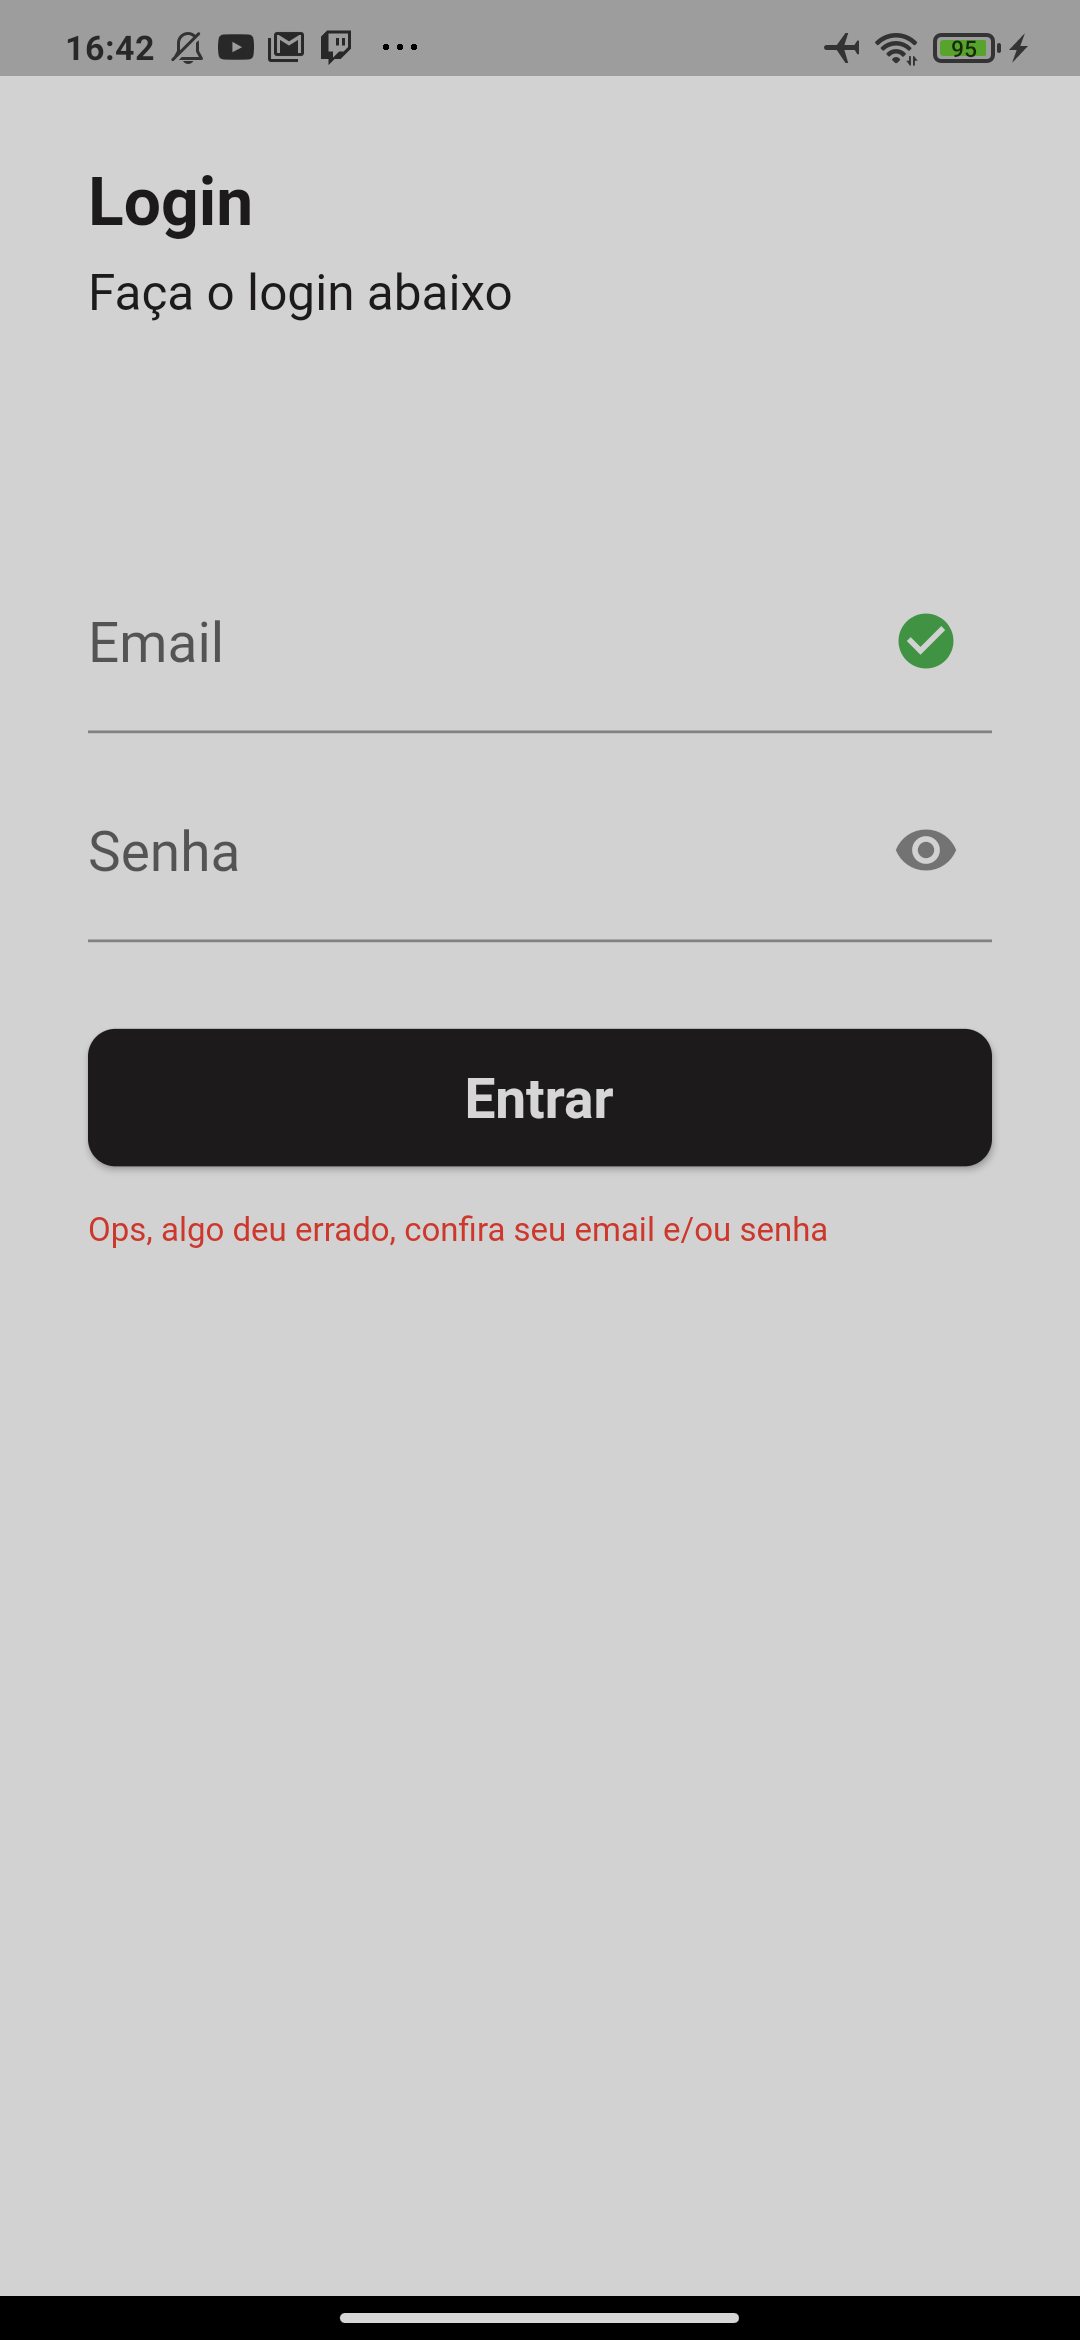 16:42
95
Login
Faça o login abaixo
Email
Senha
Entrar
Ops, algo deu errado, confira seu email e/ou senha